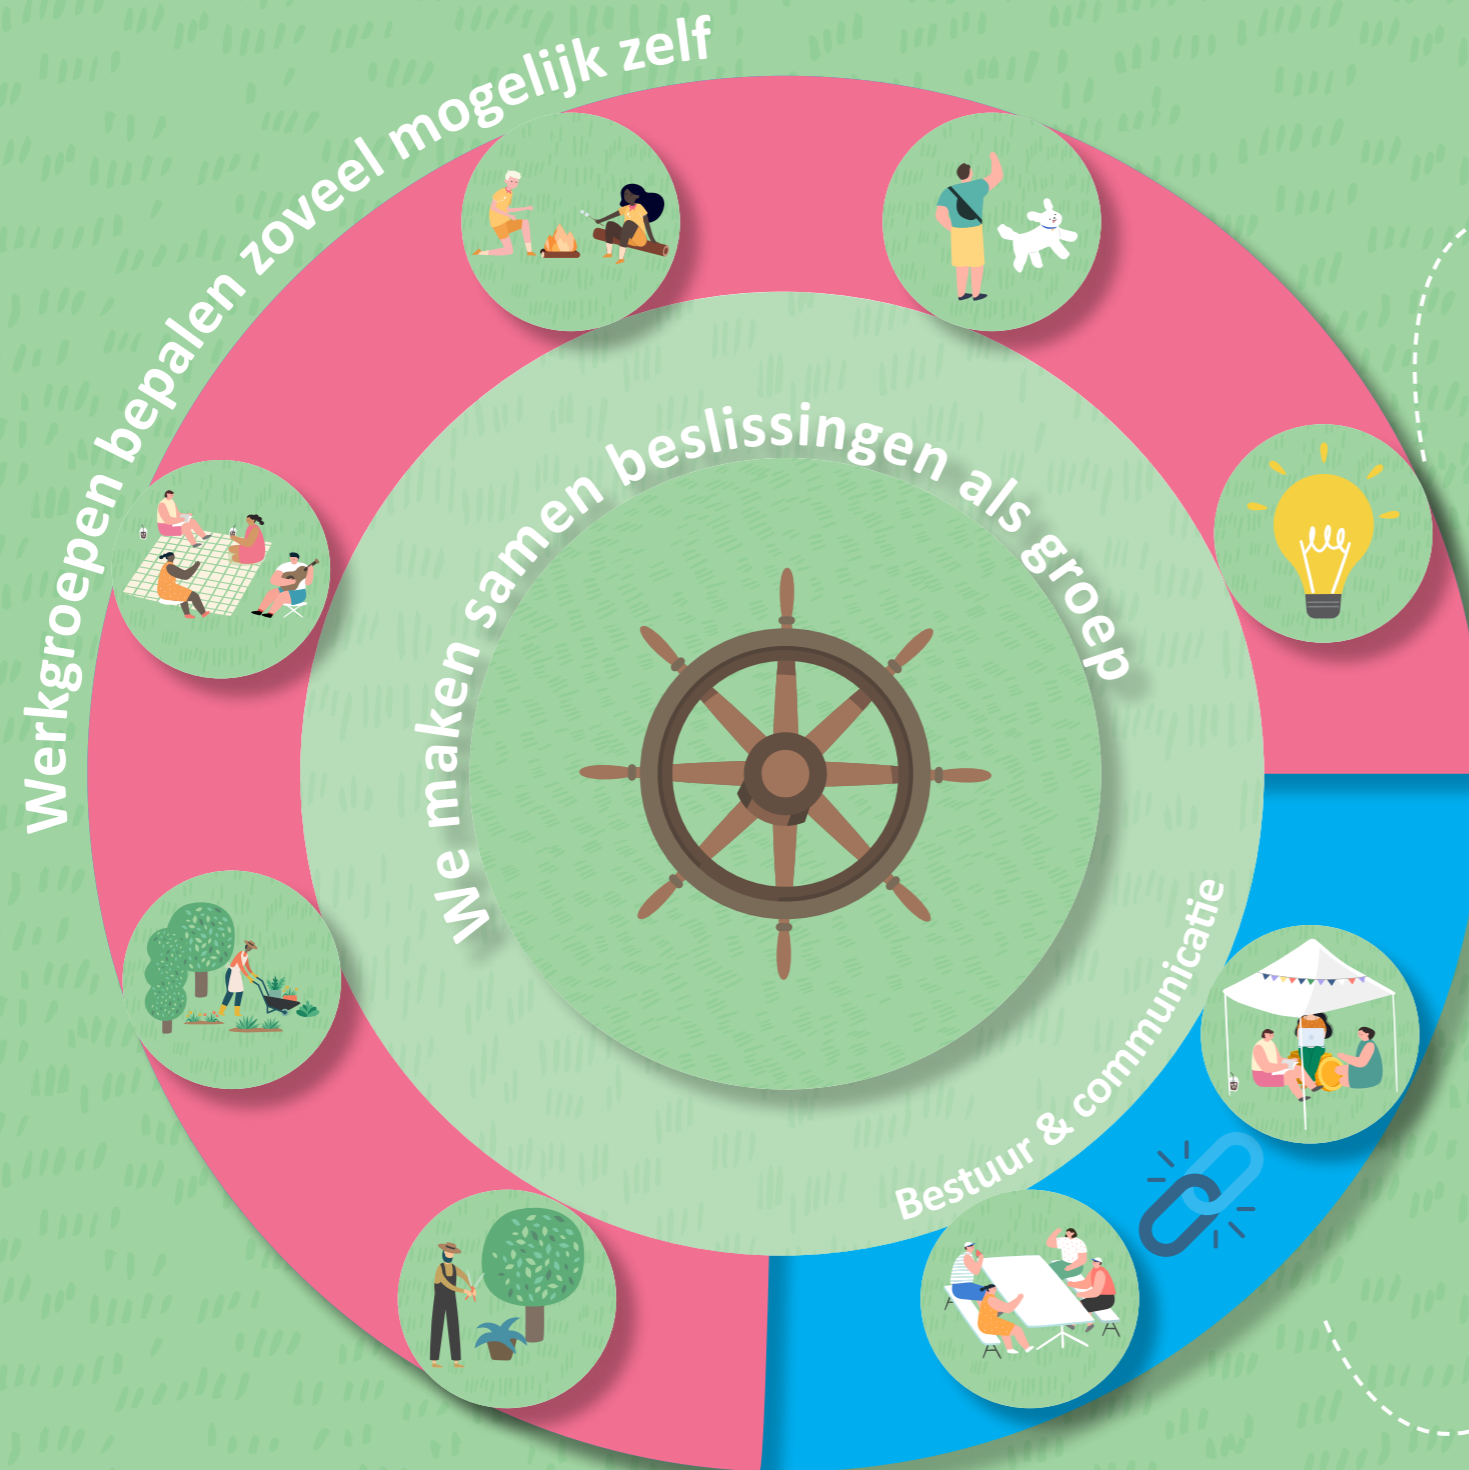 Werkgroepen bepalen zoveel mogelijk zelf
We maken samen beslissingen als groep
Bestuur & communicatie